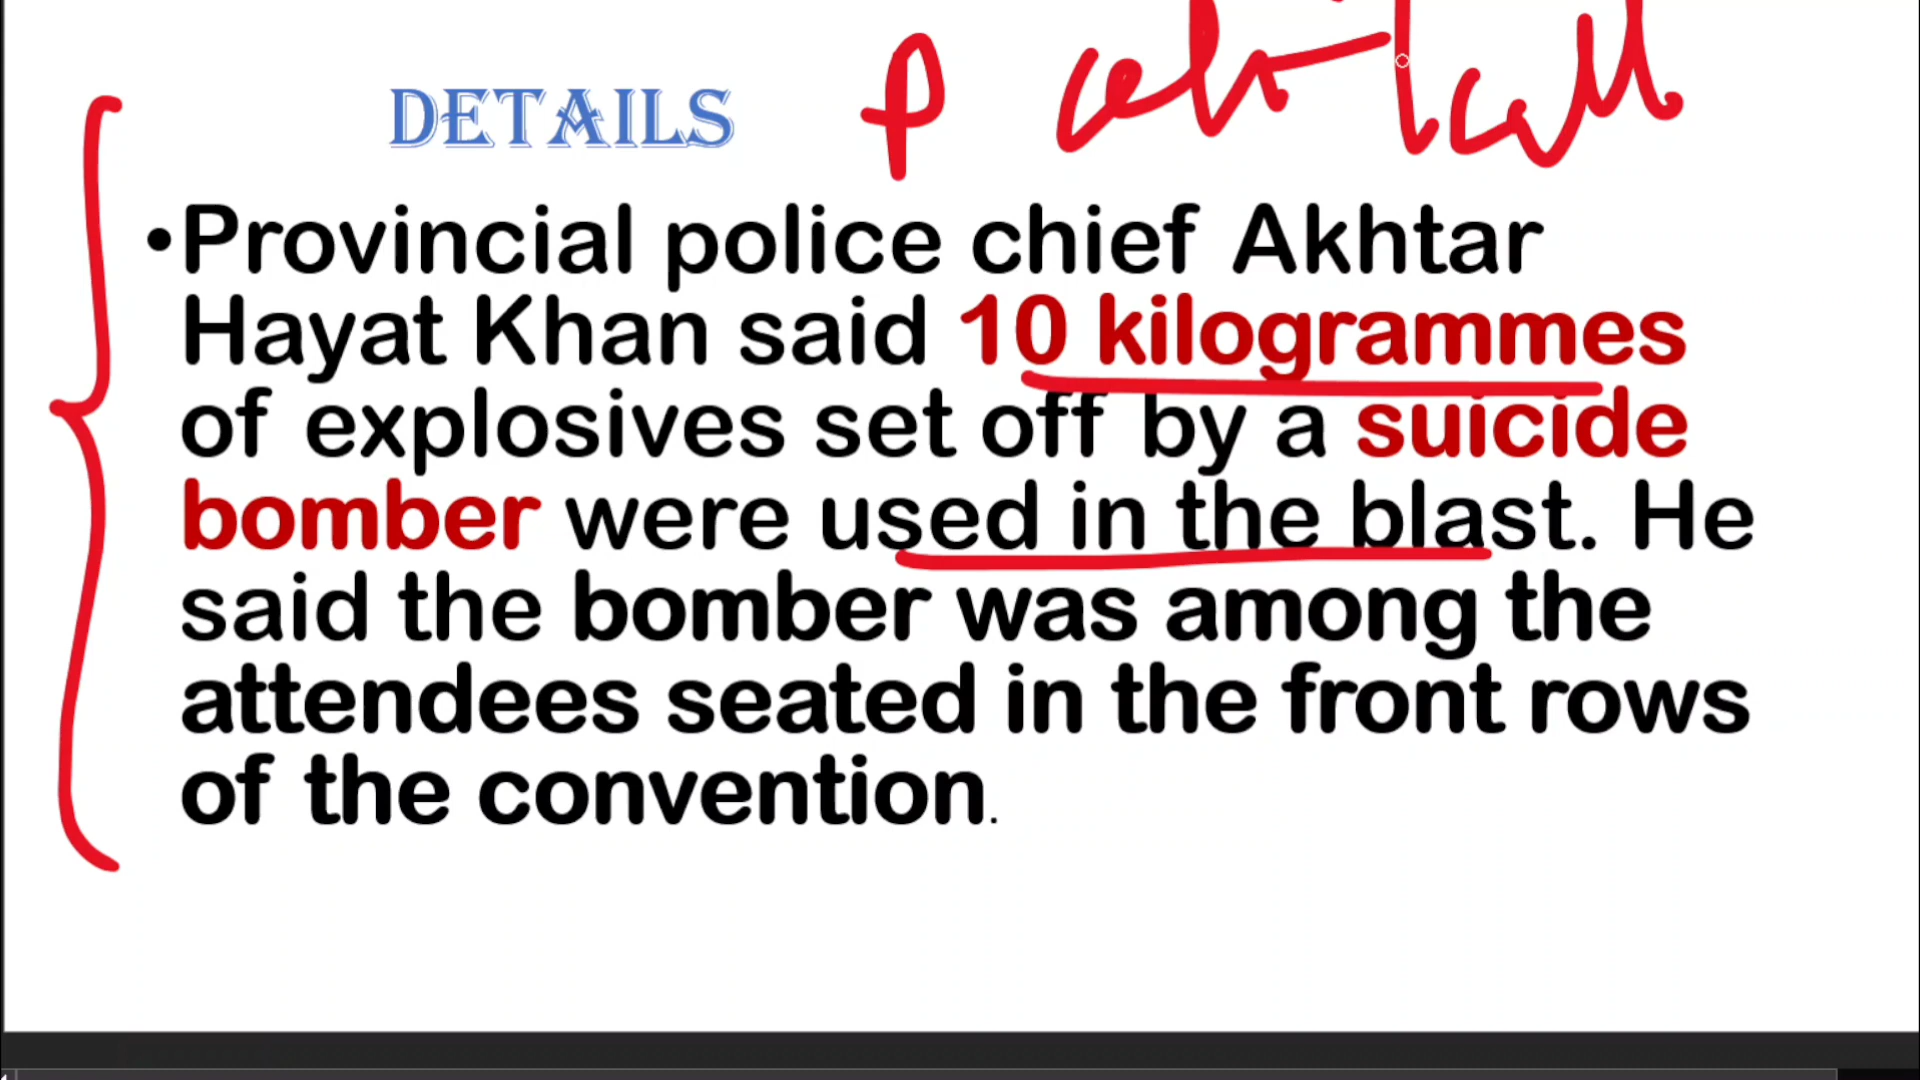 DETAILS
•Provincial police chief Akhtar
Hayat Khan said 10 kilogrammes
of explosives set off by a suicide
bomber were used in the blast. He
said the bomber was among the
attendees seated in the front rows
of the convention.